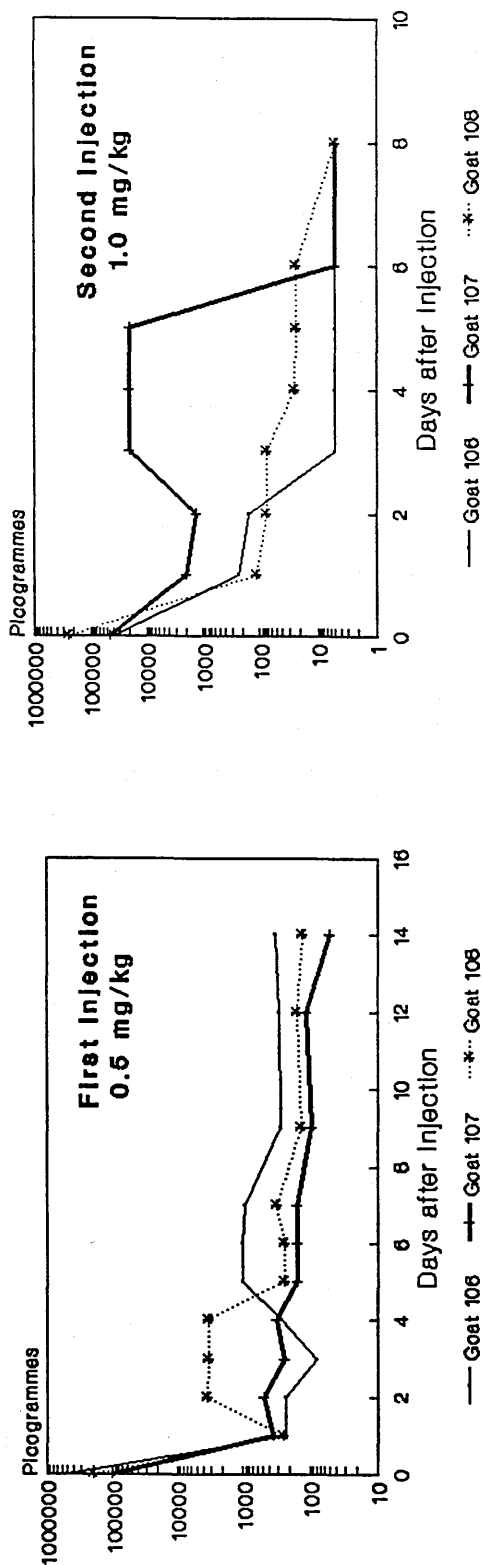 Picogrammes
1000000
100000
10000
1000
100
10
First Injection
0.5 mg/kg
0 2 4 6 8 10 12 14 16
Days after Injection
Goat 106 Goat 107 Goat 108
Picogrammes
1000000
100000
10000
1000
100
10
1
Second Injection
1.0 mg/kg
0 2 4 6 8 10
Days after Injection
Goat 106 Goat 107 Goat 108